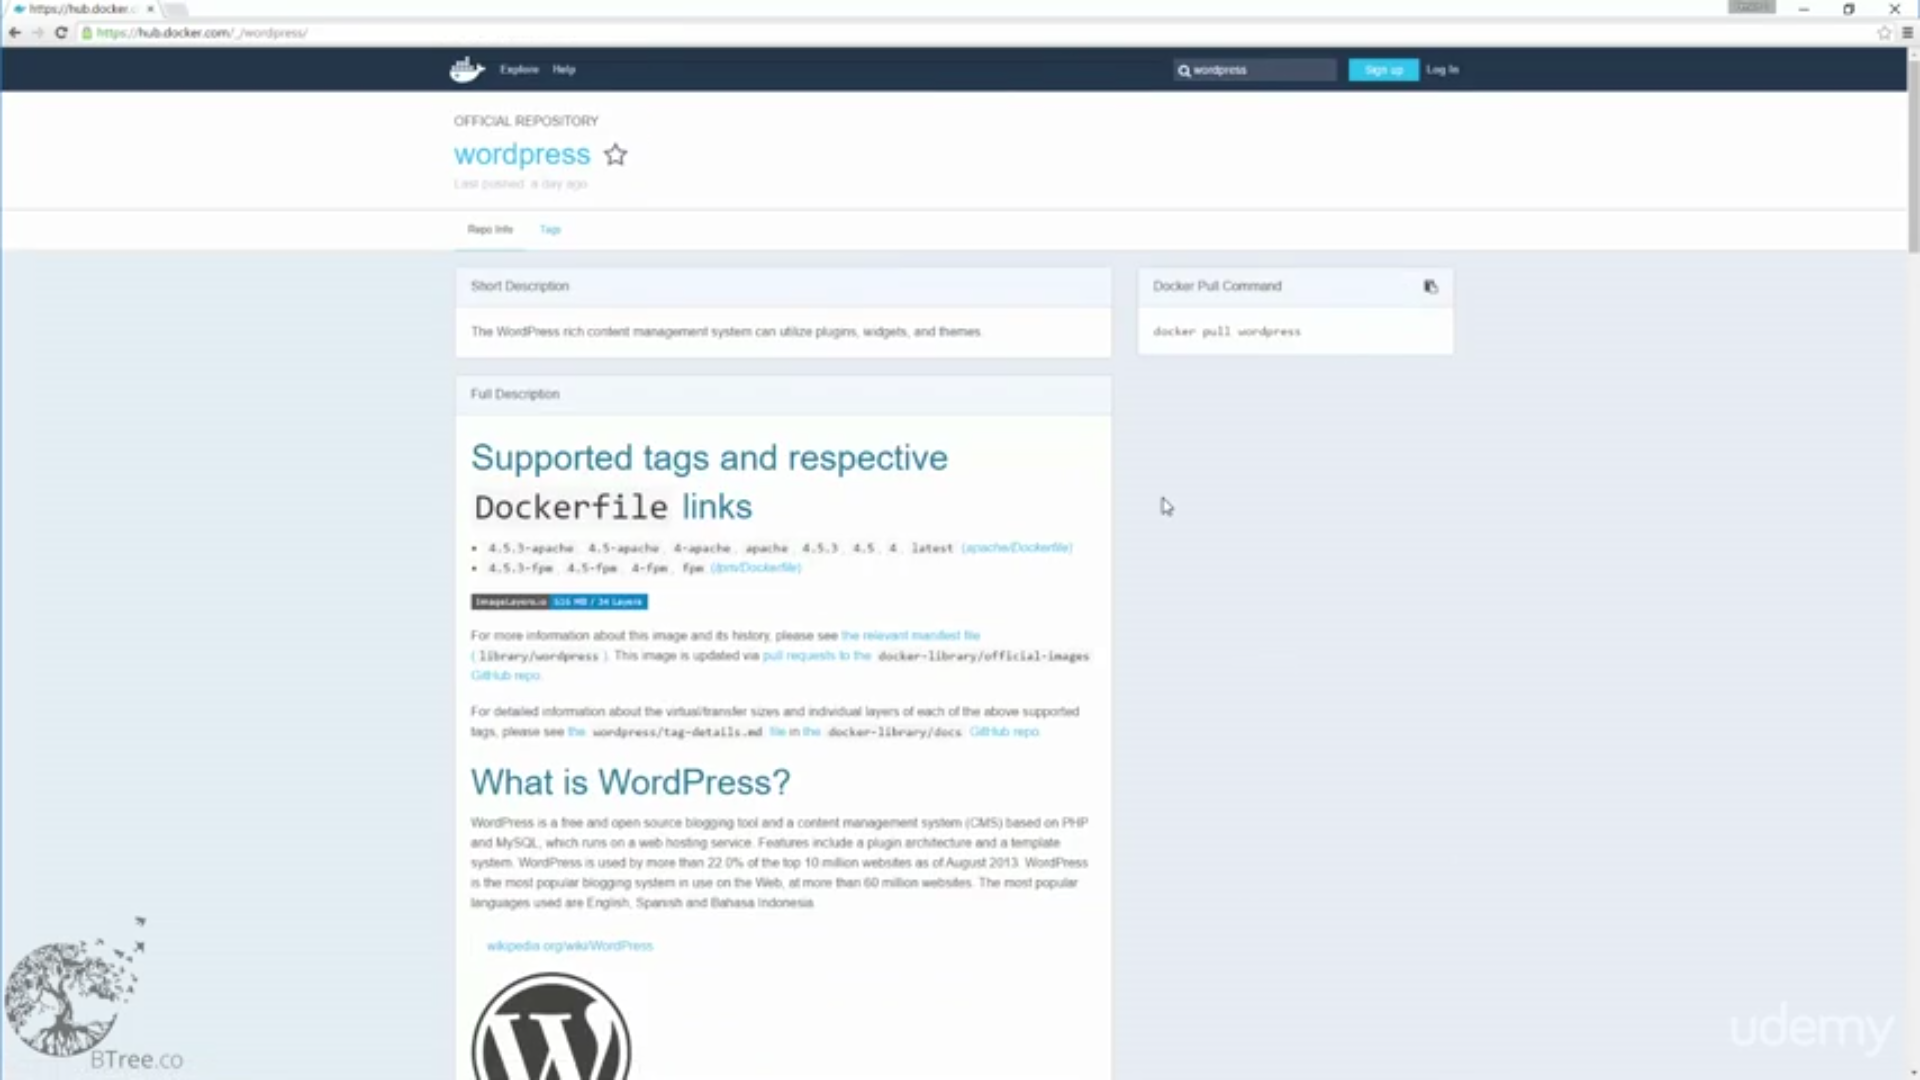 https://hub.docker.c
https://hub.docker.com/_/wordpress/
Explore Help
wordpress
Sign up
Log In
OFFICIAL REPOSITORY
wordpress
Last pushed: a day ago
Repo Info
Tags
Short Description
The WordPress rich content management system can utilize plugins, widgets, and themes.
Docker Pull Command
docker pull wordpress
Full Description
Supported tags and respective
Dockerfile links
• 4.5.3-apache, 4.5-apache, 4-apache, apache, 4.5.3, 4.5, 4, latest (apache/Dockerfile)
• 4.5.3-fpm, 4.5-fpm, 4-fpm, fpm (fpm/Dockerfile)
ImageLayers.io 516 MB / 34 Layers
For more information about this image and its history, please see the relevant manifest file
( library/wordpress ). This image is updated via pull requests to the docker-library/official-images
GitHub repo.
For detailed information about the virtual/transfer sizes and individual layers of each of the above supported
tags, please see the wordpress/tag-details.md file in the docker-library/docs GitHub repo.
What is WordPress?
WordPress is a free and open source blogging tool and a content management system (CMS) based on PHP
and MySQL, which runs on a web hosting service. Features include a plugin architecture and a template
system. WordPress is used by more than 22.0% of the top 10 million websites as of August 2013. WordPress
is the most popular blogging system in use on the Web, at more than 60 million websites. The most popular
languages used are English, Spanish and Bahasa Indonesia.
wikipedia.org/wiki/WordPress
W
BTree.co
udemy